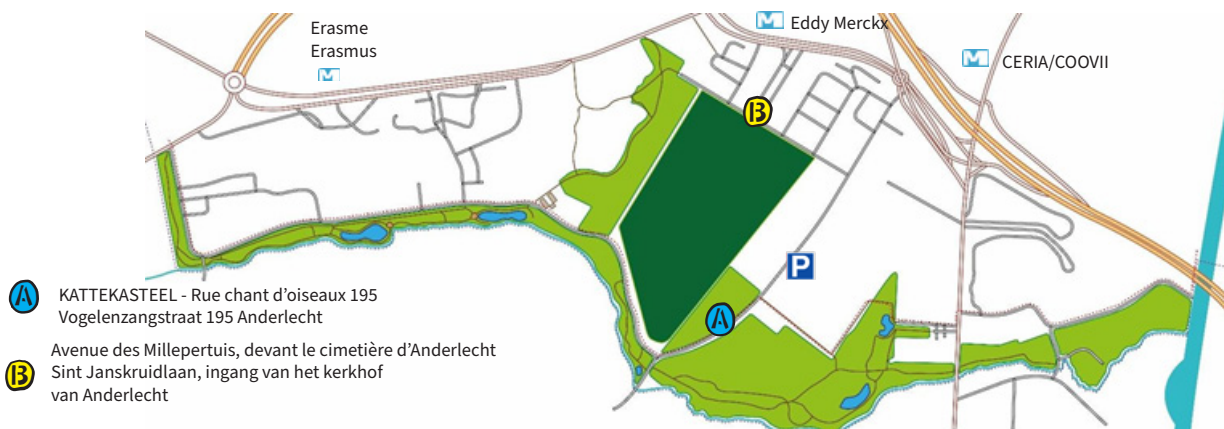 Erasme
Erasmus
M
M Eddy Merckx
M CERIA/COOVII
B
P
A
A KATTEKASTEEL - Rue chant d’oiseaux 195
Vogelenzangstraat 195 Anderlecht
B Avenue des Millepertuis, devant le cimetière d’Anderlecht
Sint Janskruidlaan, ingang van het kerkhof
van Anderlecht